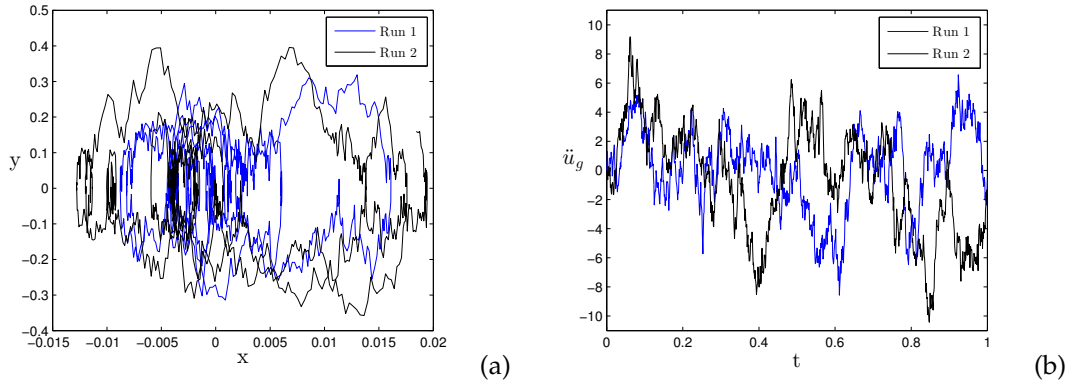 0.5
0.4
0.3
0.2
0.1
0
−0.1
−0.2
−0.3
−0.4
y
−0.015 −0.01 −0.005 0 0.005 0.01 0.015 0.02
x
Run 1
Run 2
(a)
10
8
6
4
2
0
−2
−4
−6
−8
−10
ü_g
0 0.2 0.4 0.6 0.8 1
t
Run 1
Run 2
(b)